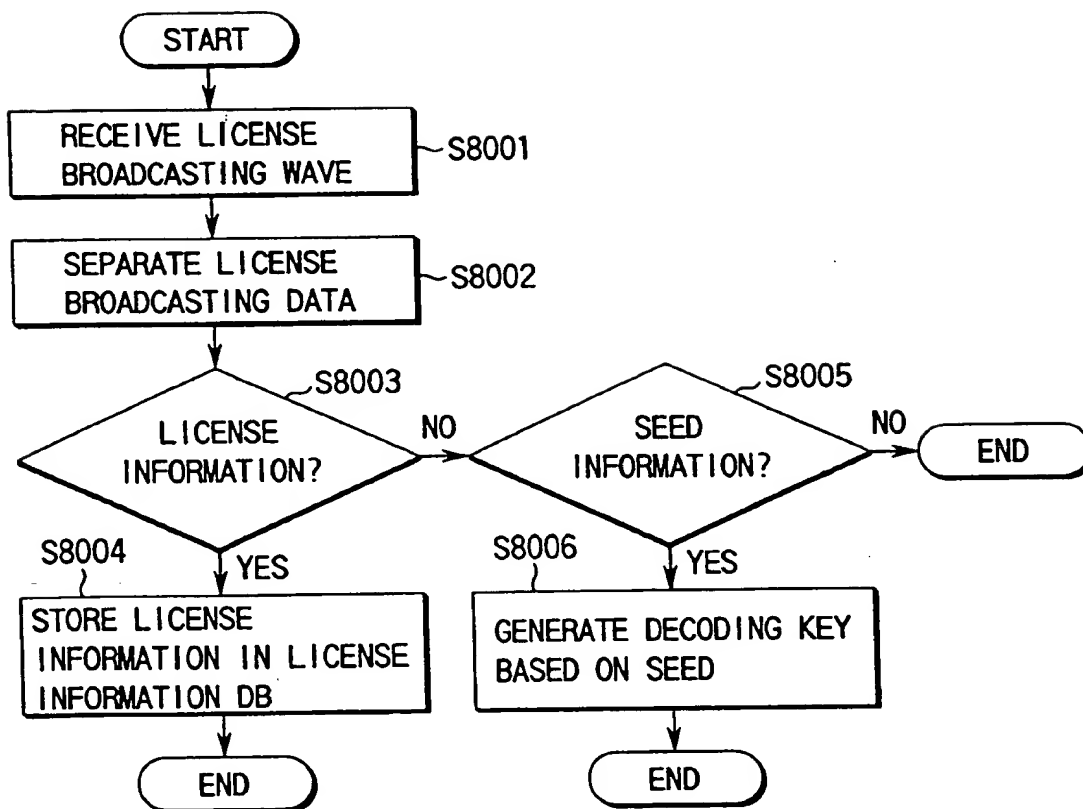 START
RECEIVE LICENSE
BROADCASTING WAVE
S8001
SEPARATE LICENSE
BROADCASTING DATA
S8002
S8003
LICENSE
INFORMATION?
NO
S8005
SEED
INFORMATION?
NO
END
S8004
YES
STORE LICENSE
INFORMATION IN LICENSE
INFORMATION DB
END
S8006
YES
GENERATE DECODING KEY
BASED ON SEED
END